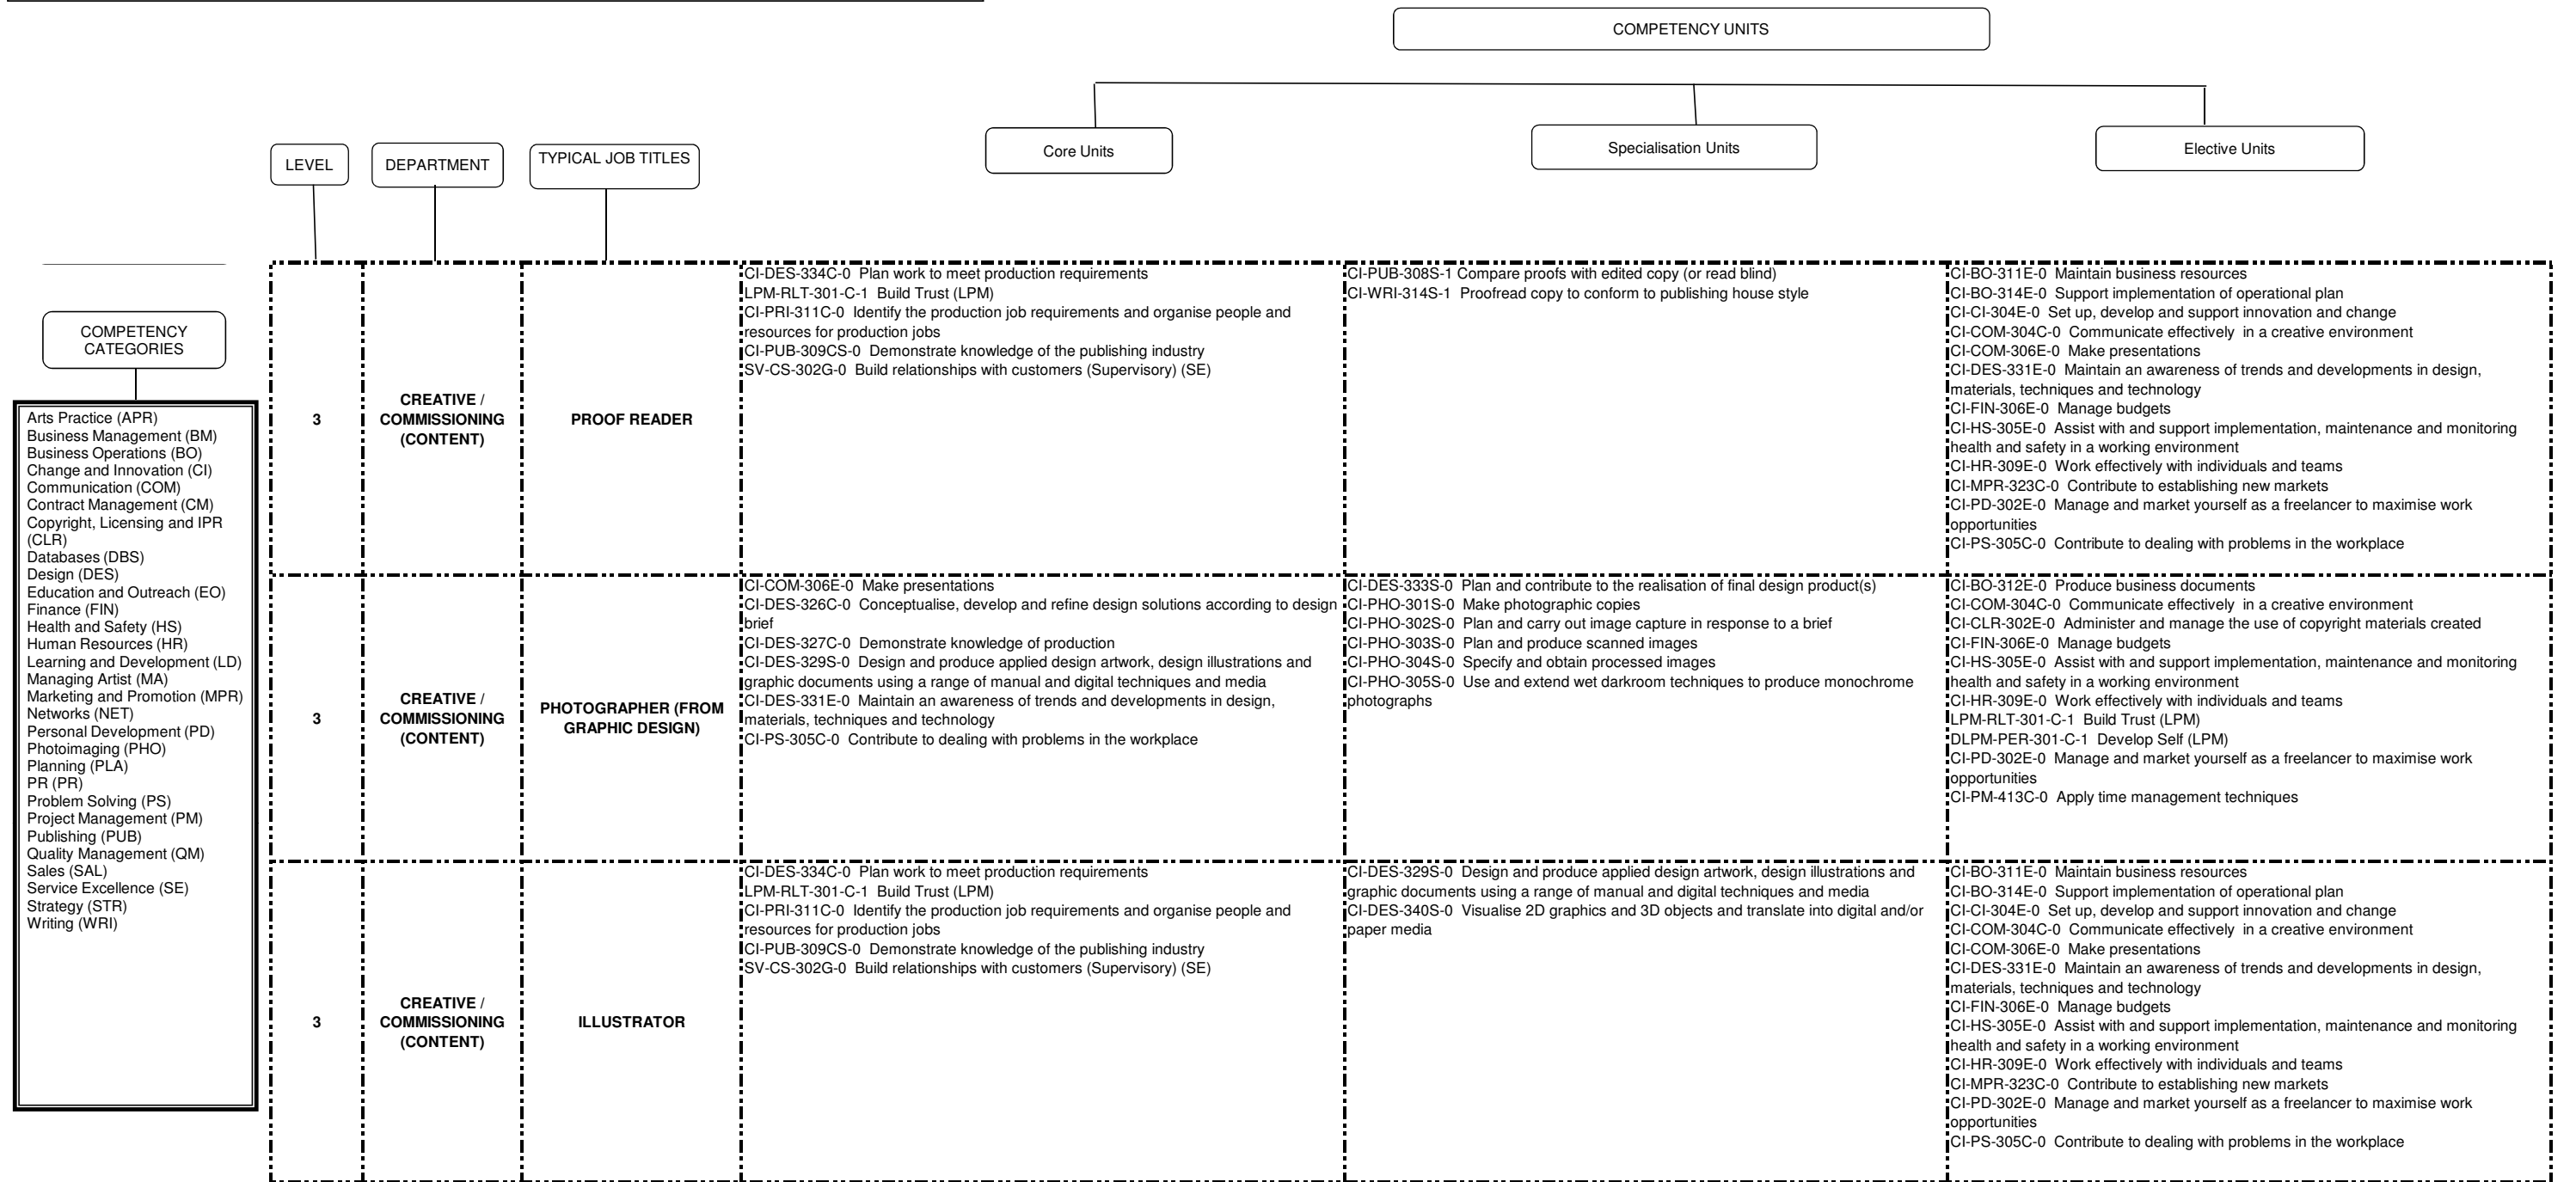 COMPETENCY UNITS
Core Units
Specialisation Units
Elective Units
LEVEL
DEPARTMENT
TYPICAL JOB TITLES
COMPETENCY
CATEGORIES
Arts Practice (APR)
Business Management (BM)
Business Operations (BO)
Change and Innovation (CI)
Communication (COM)
Contract Management (CM)
Copyright, Licensing and IPR
(CLR)
Databases (DBS)
Design (DES)
Education and Outreach (EO)
Finance (FIN)
Health and Safety (HS)
Human Resources (HR)
Learning and Development (LD)
Managing Artist (MA)
Marketing and Promotion (MPR)
Networks (NET)
Personal Development (PD)
Photoimaging (PHO)
Planning (PLA)
PR (PR)
Problem Solving (PS)
Project Management (PM)
Publishing (PUB)
Quality Management (QM)
Sales (SAL)
Service Excellence (SE)
Strategy (STR)
Writing (WRI)
3
CREATIVE /
COMMISSIONING
(CONTENT)
PROOF READER
CI-DES-334C-0 Plan work to meet production requirements
LPM-RLT-301-C-1 Build Trust (LPM)
CI-PRI-311C-0 Identify the production job requirements and organise people and
resources for production jobs
CI-PUB-309CS-0 Demonstrate knowledge of the publishing industry
SV-CS-302G-0 Build relationships with customers (Supervisory) (SE)
CI-PUB-308S-1 Compare proofs with edited copy (or read blind)
CI-WRI-314S-1 Proofread copy to conform to publishing house style
CI-BO-311E-0 Maintain business resources
CI-BO-314E-0 Support implementation of operational plan
CI-CI-304E-0 Set up, develop and support innovation and change
CI-COM-304C-0 Communicate effectively in a creative environment
CI-COM-306E-0 Make presentations
CI-DES-331E-0 Maintain an awareness of trends and developments in design,
materials, techniques and technology
CI-FIN-306E-0 Manage budgets
CI-HS-305E-0 Assist with and support implementation, maintenance and monitoring
health and safety in a working environment
CI-HR-309E-0 Work effectively with individuals and teams
CI-MPR-323C-0 Contribute to establishing new markets
CI-PD-302E-0 Manage and market yourself as a freelancer to maximise work
opportunities
CI-PS-305C-0 Contribute to dealing with problems in the workplace
3
CREATIVE /
COMMISSIONING
(CONTENT)
PHOTOGRAPHER (FROM
GRAPHIC DESIGN)
CI-COM-306E-0 Make presentations
CI-DES-326C-0 Conceptualise, develop and refine design solutions according to design
brief
CI-DES-327C-0 Demonstrate knowledge of production
CI-DES-329S-0 Design and produce applied design artwork, design illustrations and
graphic documents using a range of manual and digital techniques and media
CI-DES-331E-0 Maintain an awareness of trends and developments in design,
materials, techniques and technology
CI-PS-305C-0 Contribute to dealing with problems in the workplace
CI-DES-333S-0 Plan and contribute to the realisation of final design product(s)
CI-PHO-301S-0 Make photographic copies
CI-PHO-302S-0 Plan and carry out image capture in response to a brief
CI-PHO-303S-0 Plan and produce scanned images
CI-PHO-304S-0 Specify and obtain processed images
CI-PHO-305S-0 Use and extend wet darkroom techniques to produce monochrome
photographs
CI-BO-312E-0 Produce business documents
CI-COM-304C-0 Communicate effectively in a creative environment
CI-CLR-302E-0 Administer and manage the use of copyright materials created
CI-FIN-306E-0 Manage budgets
CI-HS-305E-0 Assist with and support implementation, maintenance and monitoring
health and safety in a working environment
CI-HR-309E-0 Work effectively with individuals and teams
LPM-RLT-301-C-1 Build Trust (LPM)
DLPM-PER-301-C-1 Develop Self (LPM)
CI-PD-302E-0 Manage and market yourself as a freelancer to maximise work
opportunities
CI-PM-413C-0 Apply time management techniques
3
CREATIVE /
COMMISSIONING
(CONTENT)
ILLUSTRATOR
CI-DES-334C-0 Plan work to meet production requirements
LPM-RLT-301-C-1 Build Trust (LPM)
CI-PRI-311C-0 Identify the production job requirements and organise people and
resources for production jobs
CI-PUB-309CS-0 Demonstrate knowledge of the publishing industry
SV-CS-302G-0 Build relationships with customers (Supervisory) (SE)
CI-DES-329S-0 Design and produce applied design artwork, design illustrations and
graphic documents using a range of manual and digital techniques and media
CI-DES-340S-0 Visualise 2D graphics and 3D objects and translate into digital and/or
paper media
CI-BO-311E-0 Maintain business resources
CI-BO-314E-0 Support implementation of operational plan
CI-CI-304E-0 Set up, develop and support innovation and change
CI-COM-304C-0 Communicate effectively in a creative environment
CI-COM-306E-0 Make presentations
CI-DES-331E-0 Maintain an awareness of trends and developments in design,
materials, techniques and technology
CI-FIN-306E-0 Manage budgets
CI-HS-305E-0 Assist with and support implementation, maintenance and monitoring
health and safety in a working environment
CI-HR-309E-0 Work effectively with individuals and teams
CI-MPR-323C-0 Contribute to establishing new markets
CI-PD-302E-0 Manage and market yourself as a freelancer to maximise work
opportunities
CI-PS-305C-0 Contribute to dealing with problems in the workplace